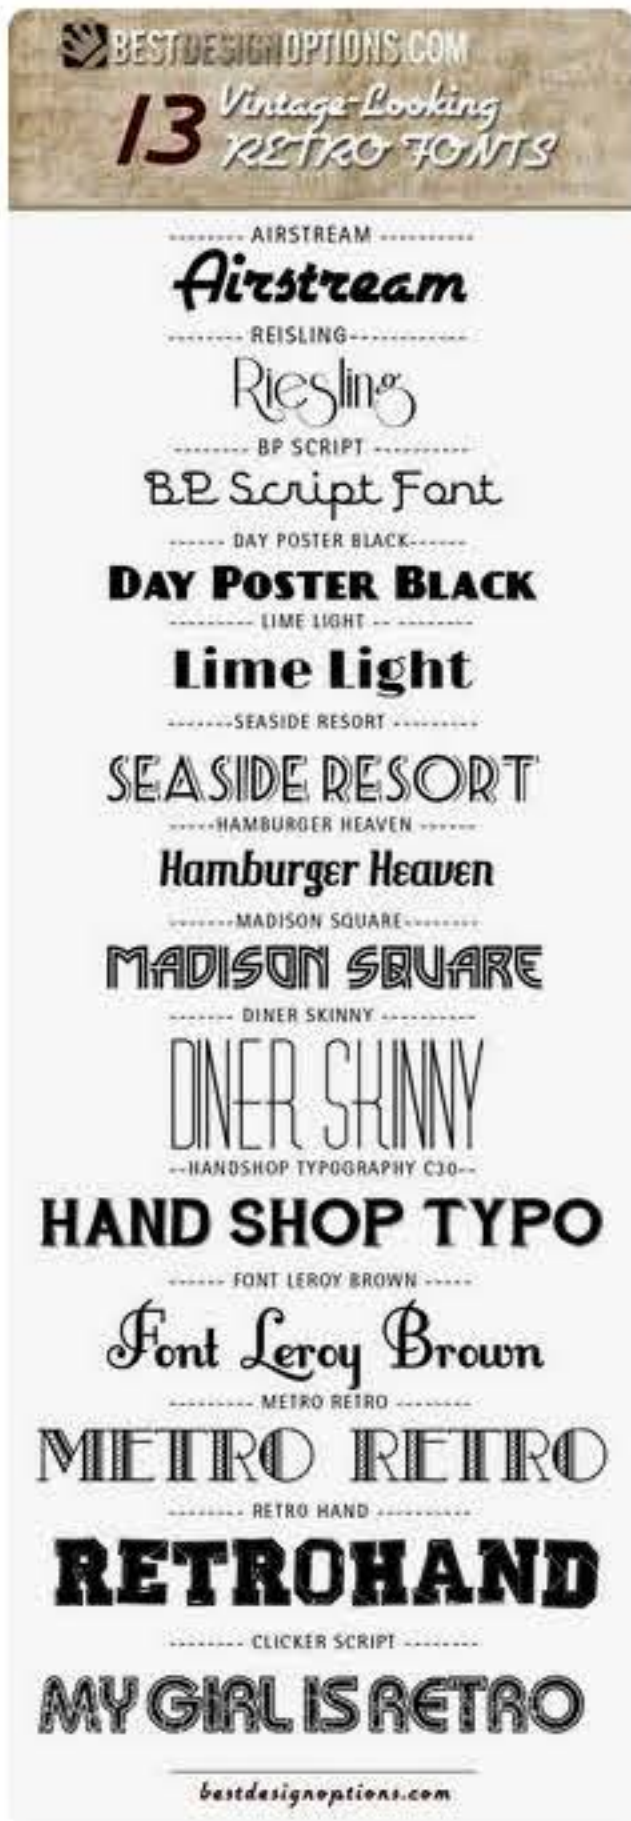 BESTDESIGNOPTIONS.COM
13 Vintage-Looking
RETRO FONTS
-------- AIRSTREAM ----------
Airstream
-------- REISLING------------
Riesling
-------- BP SCRIPT ----------
BP Script Font
------ DAY POSTER BLACK------
DAY POSTER BLACK
--------- LIME LIGHT -- --------
Lime Light
-------SEASIDE RESORT ---------
SEASIDE RESORT
-----HAMBURGER HEAVEN ------
Hamburger Heaven
-------MADISON SQUARE--------
MADISON SQUARE
------- DINER SKINNY ----------
DINER SKINNY
--HANDSHOP TYPOGRAPHY C30--
HAND SHOP TYPO
------ FONT LEROY BROWN -----
Font Leroy Brown
--------- METRO RETRO --------
METRO RETRO
-------- RETRO HAND ----------
RETROHAND
-------- CLICKER SCRIPT --------
MY GIRL IS RETRO
bestdesignoptions.com